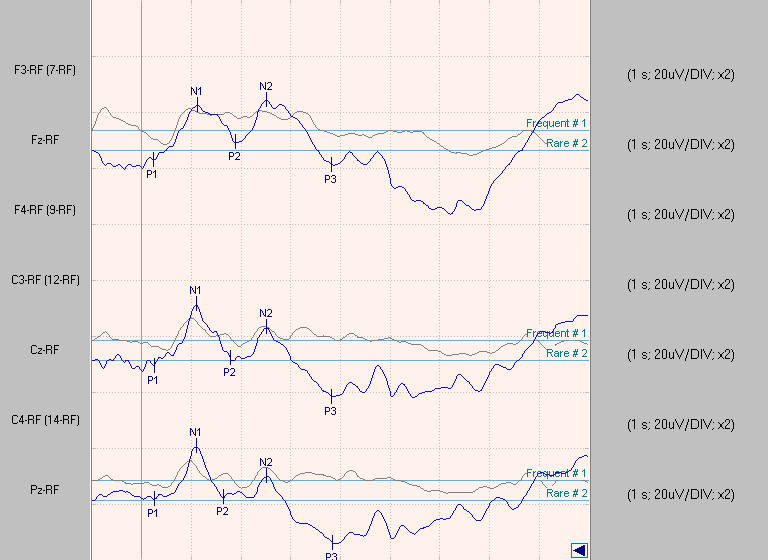 F3-RF (7-RF)
(1 s; 20uV/DIV; x2)
N1
N2
Frequent # 1
Fz-RF
Rare # 2
(1 s; 20uV/DIV; x2)
P2
P1
P3
F4-RF (9-RF)
(1 s; 20uV/DIV; x2)
C3-RF (12-RF)
(1 s; 20uV/DIV; x2)
N1
N2
Frequent # 1
Cz-RF
Rare # 2
(1 s; 20uV/DIV; x2)
P1
P2
P3
C4-RF (14-RF)
(1 s; 20uV/DIV; x2)
N1
N2
Frequent # 1
Pz-RF
Rare # 2
(1 s; 20uV/DIV; x2)
P1
P2
P3